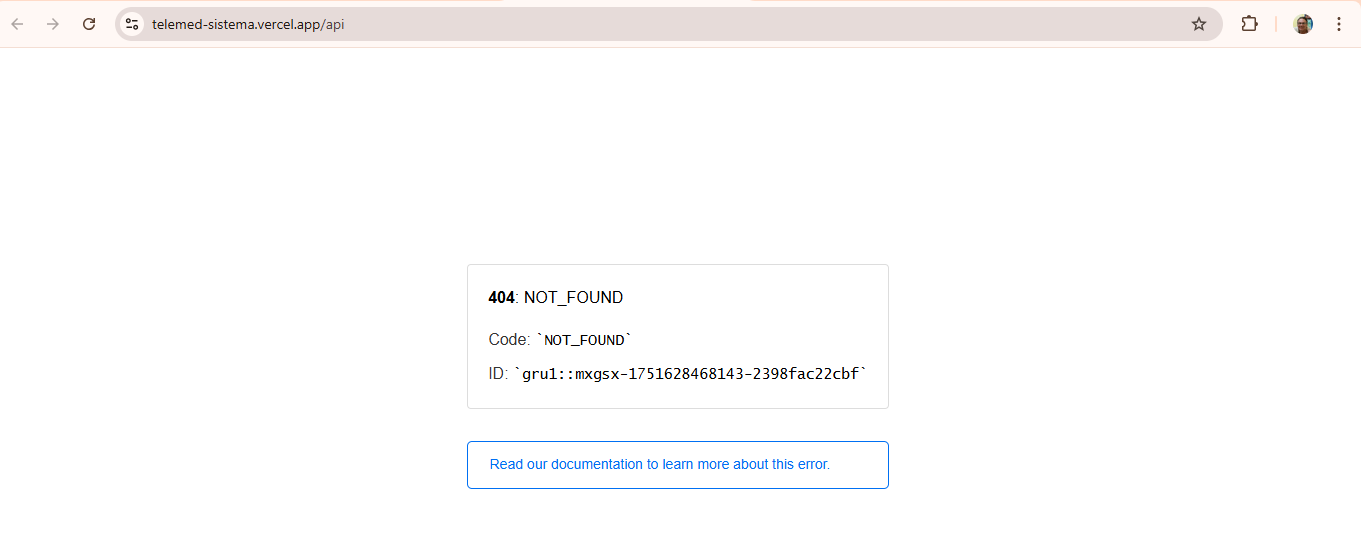 telemed-sistema.vercel.app/api
404: NOT_FOUND
Code: `NOT_FOUND`
ID: `gru1::mxgsx-1751628468143-2398fac22cbf`
Read our documentation to learn more about this error.